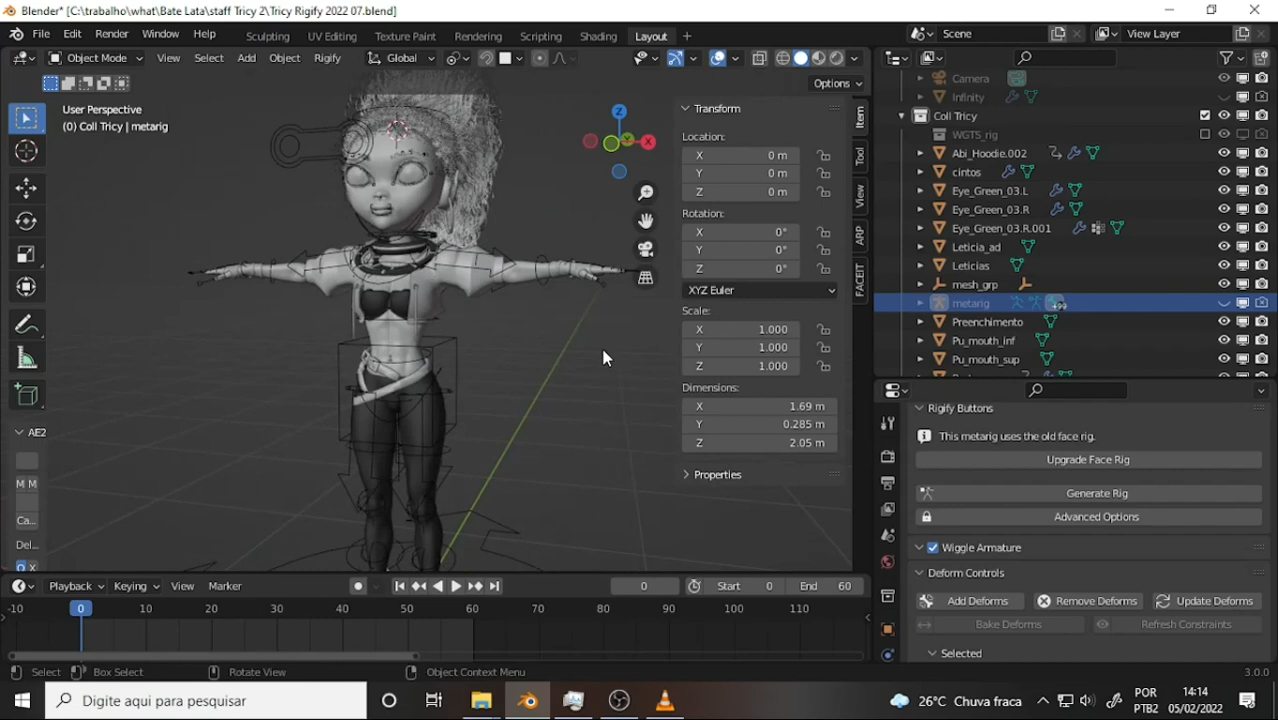 Blender* [C:\trabalho\what\Bate Lata\staff Tricy 2\Tricy Rigify 2022 07.blend]
File Edit Render Window Help Sculpting UV Editing Texture Paint Rendering Scripting Shading Layout + Scene View Layer
Object Mode View Select Add Object Rigify Global
Options
User Perspective
(0) Coll Tricy | metarig
Z
Y
X
AE2
M M
Ca...
Del...
O X
Transform
Location:
X 0 m
Y 0 m
Z 0 m
Rotation:
X 0°
Y 0°
Z 0°
XYZ Euler
Scale:
X 1.000
Y 1.000
Z 1.000
Dimensions:
X 1.69 m
Y 0.285 m
Z 2.05 m
Properties
Item
Tool
View
ARP
FACEIT
Camera
Infinity
Coll Tricy
WGTS_rig
Abi_Hoodie.002
cintos
Eye_Green_03.L
Eye_Green_03.R
Eye_Green_03.R.001
Leticia_ad
Leticias
mesh_grp
metarig +99
Preenchimento
Pu_mouth_inf
Pu_mouth_sup
Rigify Buttons
This metarig uses the old face rig.
Upgrade Face Rig
Generate Rig
Advanced Options
Wiggle Armature
Deform Controls
Add Deforms Remove Deforms Update Deforms
Bake Deforms Refresh Constraints
Selected
Playback Keying View Marker 0 Start 0 End 60
-10 0 10 20 30 40 50 60 70 80 90 100 110
Select Box Select Rotate View Object Context Menu 3.0.0
Digite aqui para pesquisar
26°C Chuva fraca
POR
PTB2
14:14
05/02/2022